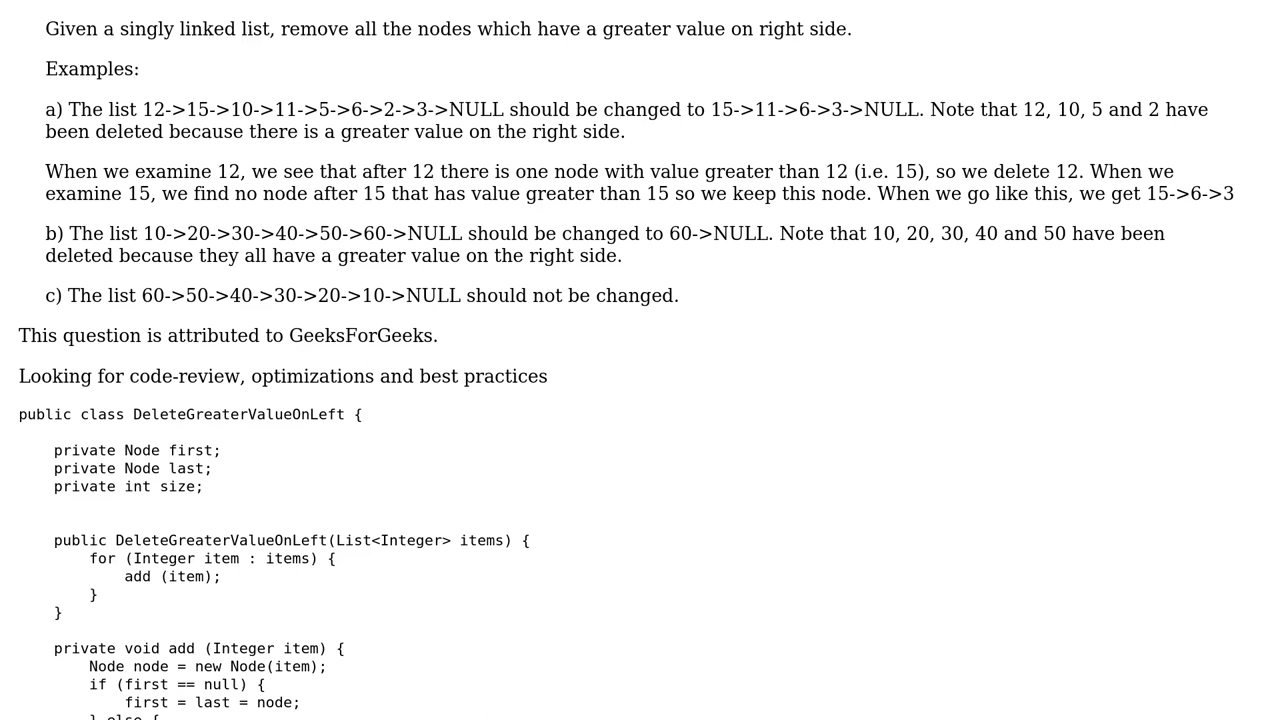 Given a singly linked list, remove all the nodes which have a greater value on right side.
Examples:
a) The list 12->15->10->11->5->6->2->3->NULL should be changed to 15->11->6->3->NULL. Note that 12, 10, 5 and 2 have
been deleted because there is a greater value on the right side.
When we examine 12, we see that after 12 there is one node with value greater than 12 (i.e. 15), so we delete 12. When we
examine 15, we find no node after 15 that has value greater than 15 so we keep this node. When we go like this, we get 15->6->3
b) The list 10->20->30->40->50->60->NULL should be changed to 60->NULL. Note that 10, 20, 30, 40 and 50 have been
deleted because they all have a greater value on the right side.
c) The list 60->50->40->30->20->10->NULL should not be changed.
This question is attributed to GeeksForGeeks.
Looking for code-review, optimizations and best practices
public class DeleteGreaterValueOnLeft {
    private Node first;
    private Node last;
    private int size;
    public DeleteGreaterValueOnLeft(List<Integer> items) {
        for (Integer item : items) {
            add (item);
        }
    }
    private void add (Integer item) {
        Node node = new Node(item);
        if (first == null) {
            first = last = node;
        } else {